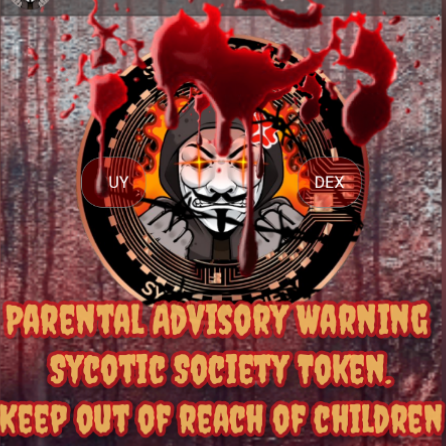 UY
DEX
PARENTAL ADVISORY WARNING
SYCOTIC SOCIETY TOKEN.
KEEP OUT OF REACH OF CHILDREN